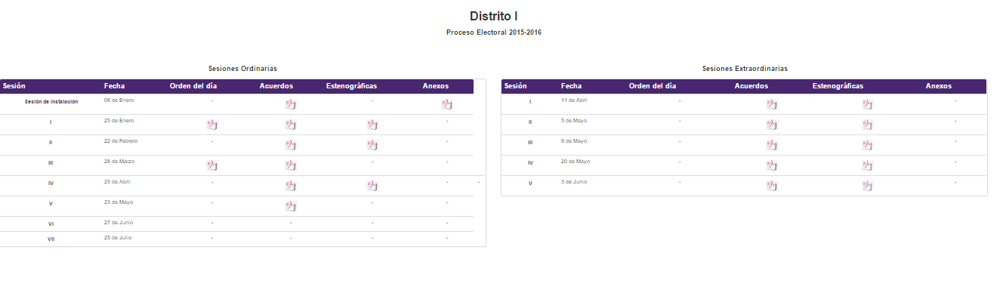 Distrito I
Proceso Electoral 2015-2016
Sesiones Ordinarias
Sesión Fecha Orden del día Acuerdos Estenográficas Anexos
Sesión de Instalación 08 de Enero - -
I 25 de Enero -
II 22 de Febrero - -
III 28 de Marzo - -
IV 25 de Abril - - -
V 23 de Mayo - - -
VI 27 de Junio - - - -
VII 25 de Julio - - - -
Sesiones Extraordinarias
Sesión Fecha Orden del día Acuerdos Estenográficas Anexos
I 11 de Abril - -
II 5 de Mayo - -
III 8 de Mayo - -
IV 20 de Mayo - -
V 3 de Junio - -